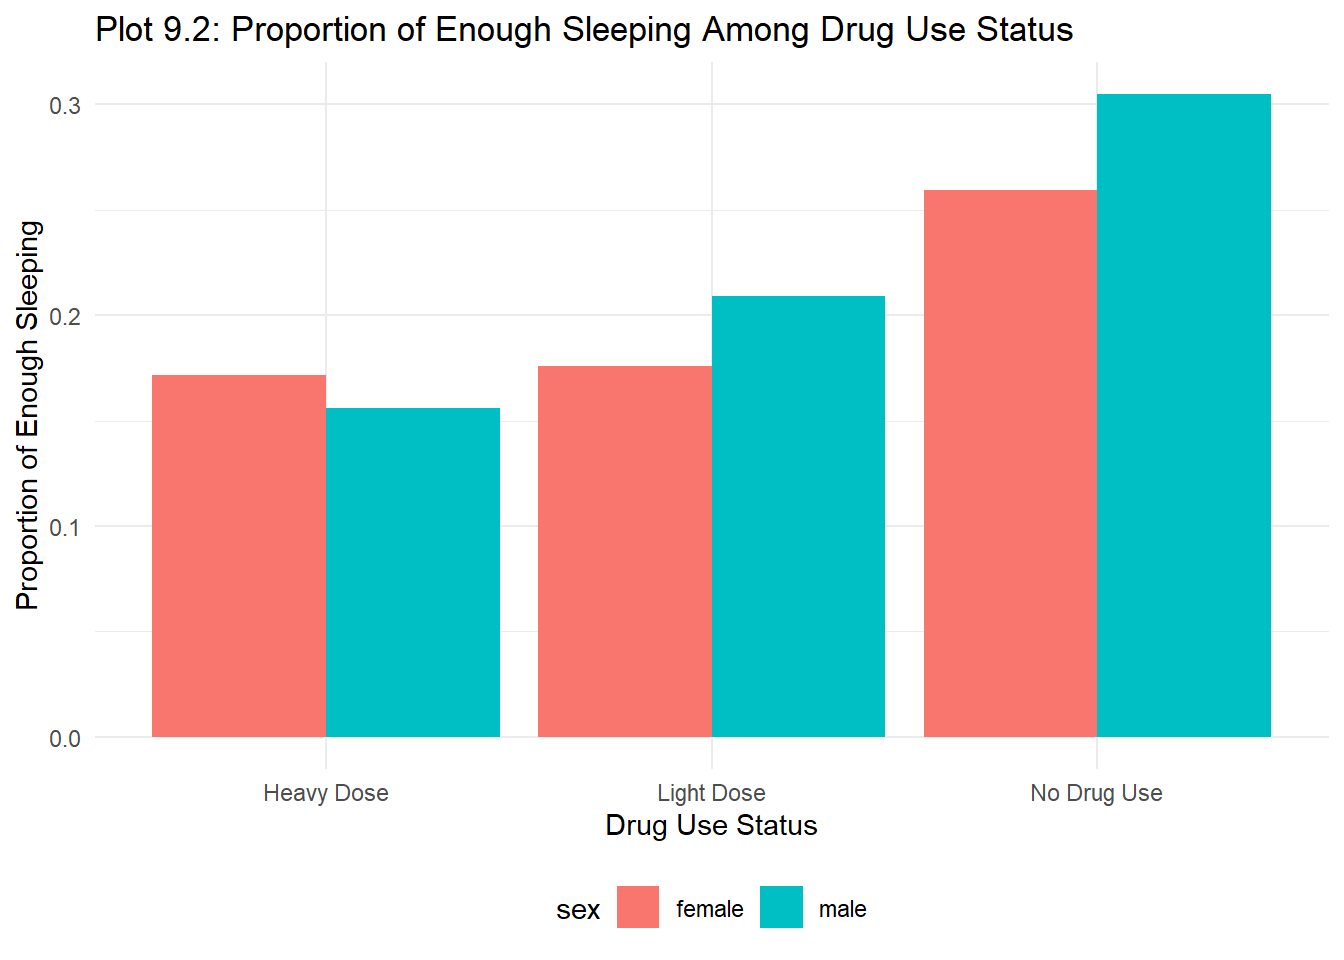 Plot 9.2: Proportion of Enough Sleeping Among Drug Use Status
Proportion of Enough Sleeping
0.3
0.2
0.1
0.0
Heavy Dose
Light Dose
No Drug Use
Drug Use Status
sex
female
male